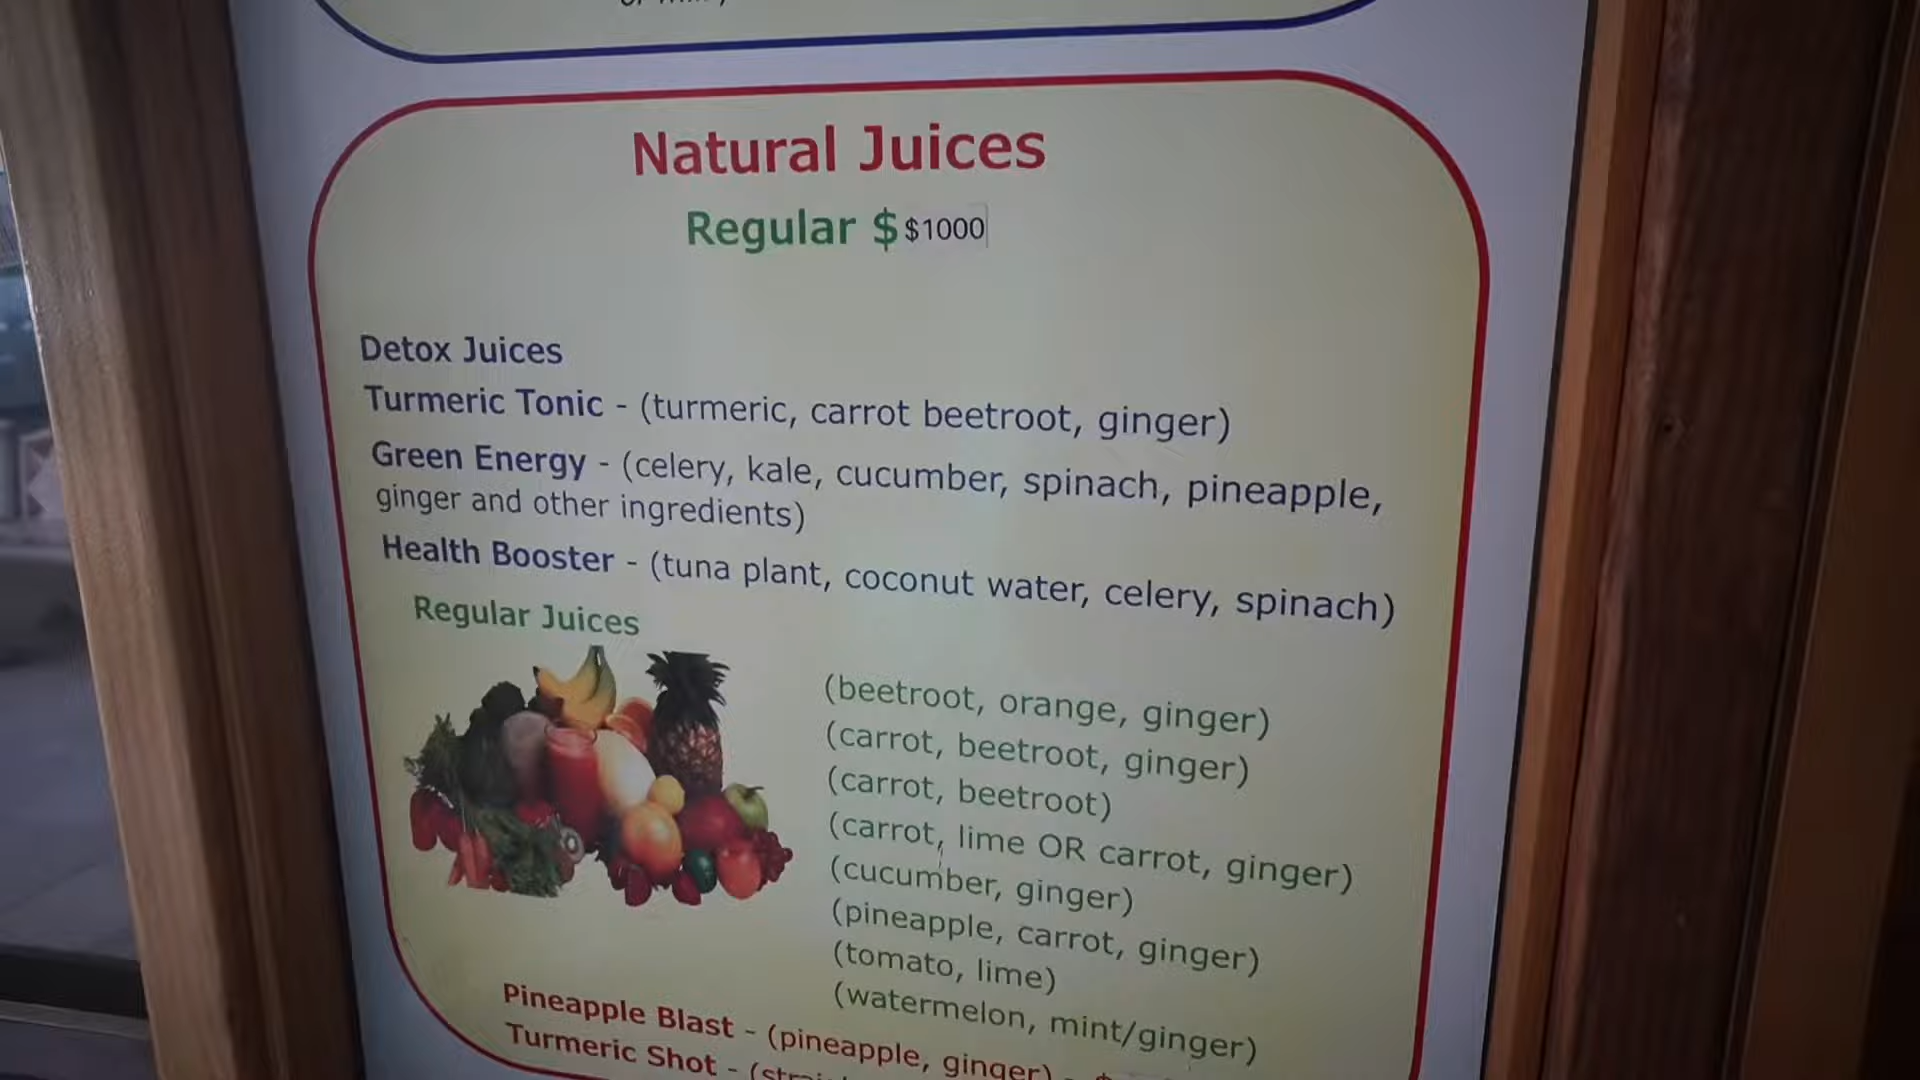 Natural Juices
Regular $ $1000
Detox Juices
Turmeric Tonic - (turmeric, carrot beetroot, ginger)
Green Energy - (celery, kale, cucumber, spinach, pineapple,
ginger and other ingredients)
Health Booster - (tuna plant, coconut water, celery, spinach)
Regular Juices
(beetroot, orange, ginger)
(carrot, beetroot, ginger)
(carrot, beetroot)
(carrot, lime OR carrot, ginger)
(cucumber, ginger)
(pineapple, carrot, ginger)
(tomato, lime)
(watermelon, mint/ginger)
Pineapple Blast - (pineapple, ginger) -
Turmeric Shot -